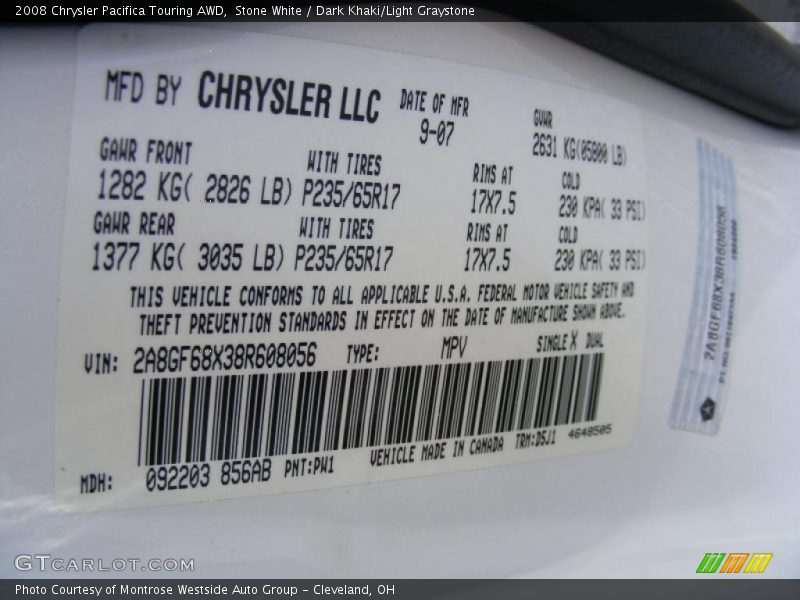 2008 Chrysler Pacifica Touring AWD,  Stone White / Dark Khaki/Light Graystone
MFD BY CHRYSLER LLC DATE OF MFR GVWR
9-07 2631 KG(05800 LB)
GAWR FRONT WITH TIRES RIMS AT COLD
1282 KG( 2826 LB) P235/65R17 17X7.5 230 KPA( 33 PSI)
GAWR REAR WITH TIRES RIMS AT COLD
1377 KG( 3035 LB) P235/65R17 17X7.5 230 KPA( 33 PSI)
THIS VEHICLE CONFORMS TO ALL APPLICABLE U.S.A. FEDERAL MOTOR VEHICLE SAFETY AND
THEFT PREVENTION STANDARDS IN EFFECT ON THE DATE OF MANUFACTURE SHOWN ABOVE.
VIN: 2A8GF68X38R608056 TYPE: MPV SINGLE X DUAL
MDH: 092203 856AB PNT:PW1 VEHICLE MADE IN CANADA TRM:D5J1 4648505
2A8GF68X38R608056
GTCARLOT.COM
Photo Courtesy of Montrose Westside Auto Group - Cleveland, OH